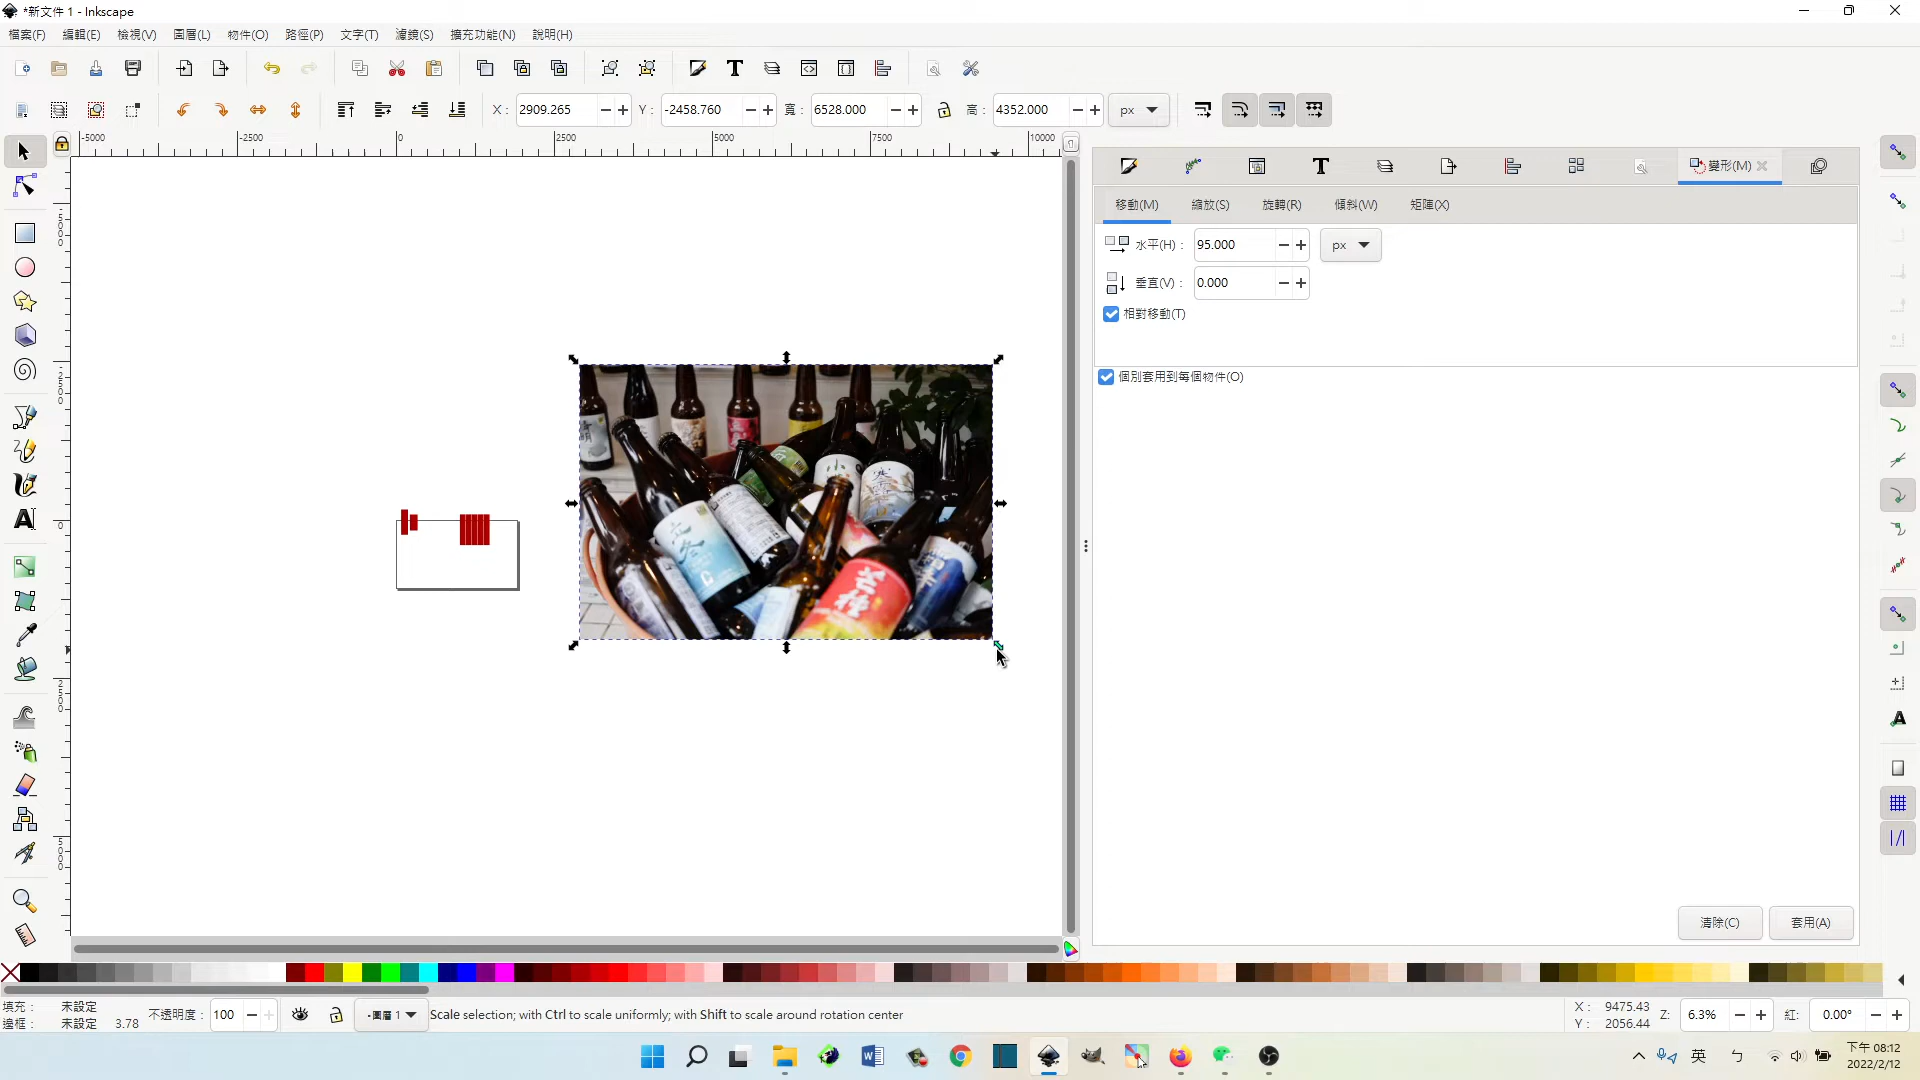 *新文件 1 - Inkscape
檔案(F) 編輯(E) 檢視(V) 圖層(L) 物件(O) 路徑(P) 文字(T) 濾鏡(S) 擴充功能(N) 說明(H)
X: 2909.265 Y: -2458.760 寬: 6528.000 高: 4352.000 px
-5000 -2500 0 2500 5000 7500 10000
變形(M)
移動(M) 縮放(S) 旋轉(R) 傾斜(W) 矩陣(X)
水平(H): 95.000 px
垂直(V): 0.000
相對移動(T)
個別套用到每個物件(O)
立冬
小
芒種
清除(C) 套用(A)
填充: 未設定
邊框: 未設定 3.78
不透明度: 100
-圖層 1
Scale selection; with Ctrl to scale uniformly; with Shift to scale around rotation center
X: 9475.43
Y: 2056.44
Z: 6.3%
紅: 0.00°
英 ㄅ
下午 08:12
2022/2/12